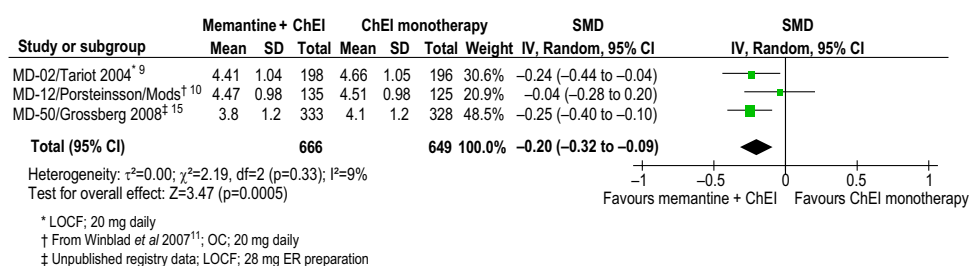 Memantine + ChEI ChEI monotherapy SMD SMD
Study or subgroup Mean SD Total Mean SD Total Weight IV, Random, 95% CI IV, Random, 95% CI
MD-02/Tariot 2004* 9 4.41 1.04 198 4.66 1.05 196 30.6% –0.24 (–0.44 to –0.04)
MD-12/Porsteinsson/Mods† 10 4.47 0.98 135 4.51 0.98 125 20.9% –0.04 (–0.28 to 0.20)
MD-50/Grossberg 2008‡ 15 3.8 1.2 333 4.1 1.2 328 48.5% –0.25 (–0.40 to –0.10)
Total (95% CI) 666 649 100.0% –0.20 (–0.32 to –0.09)
Heterogeneity: τ²=0.00; χ²=2.19, df=2 (p=0.33); I²=9%
Test for overall effect: Z=3.47 (p=0.0005)
–1 –0.5 0 0.5 1
Favours memantine + ChEI Favours ChEI monotherapy
* LOCF; 20 mg daily
† From Winblad et al 2007¹¹; OC; 20 mg daily
‡ Unpublished registry data; LOCF; 28 mg ER preparation